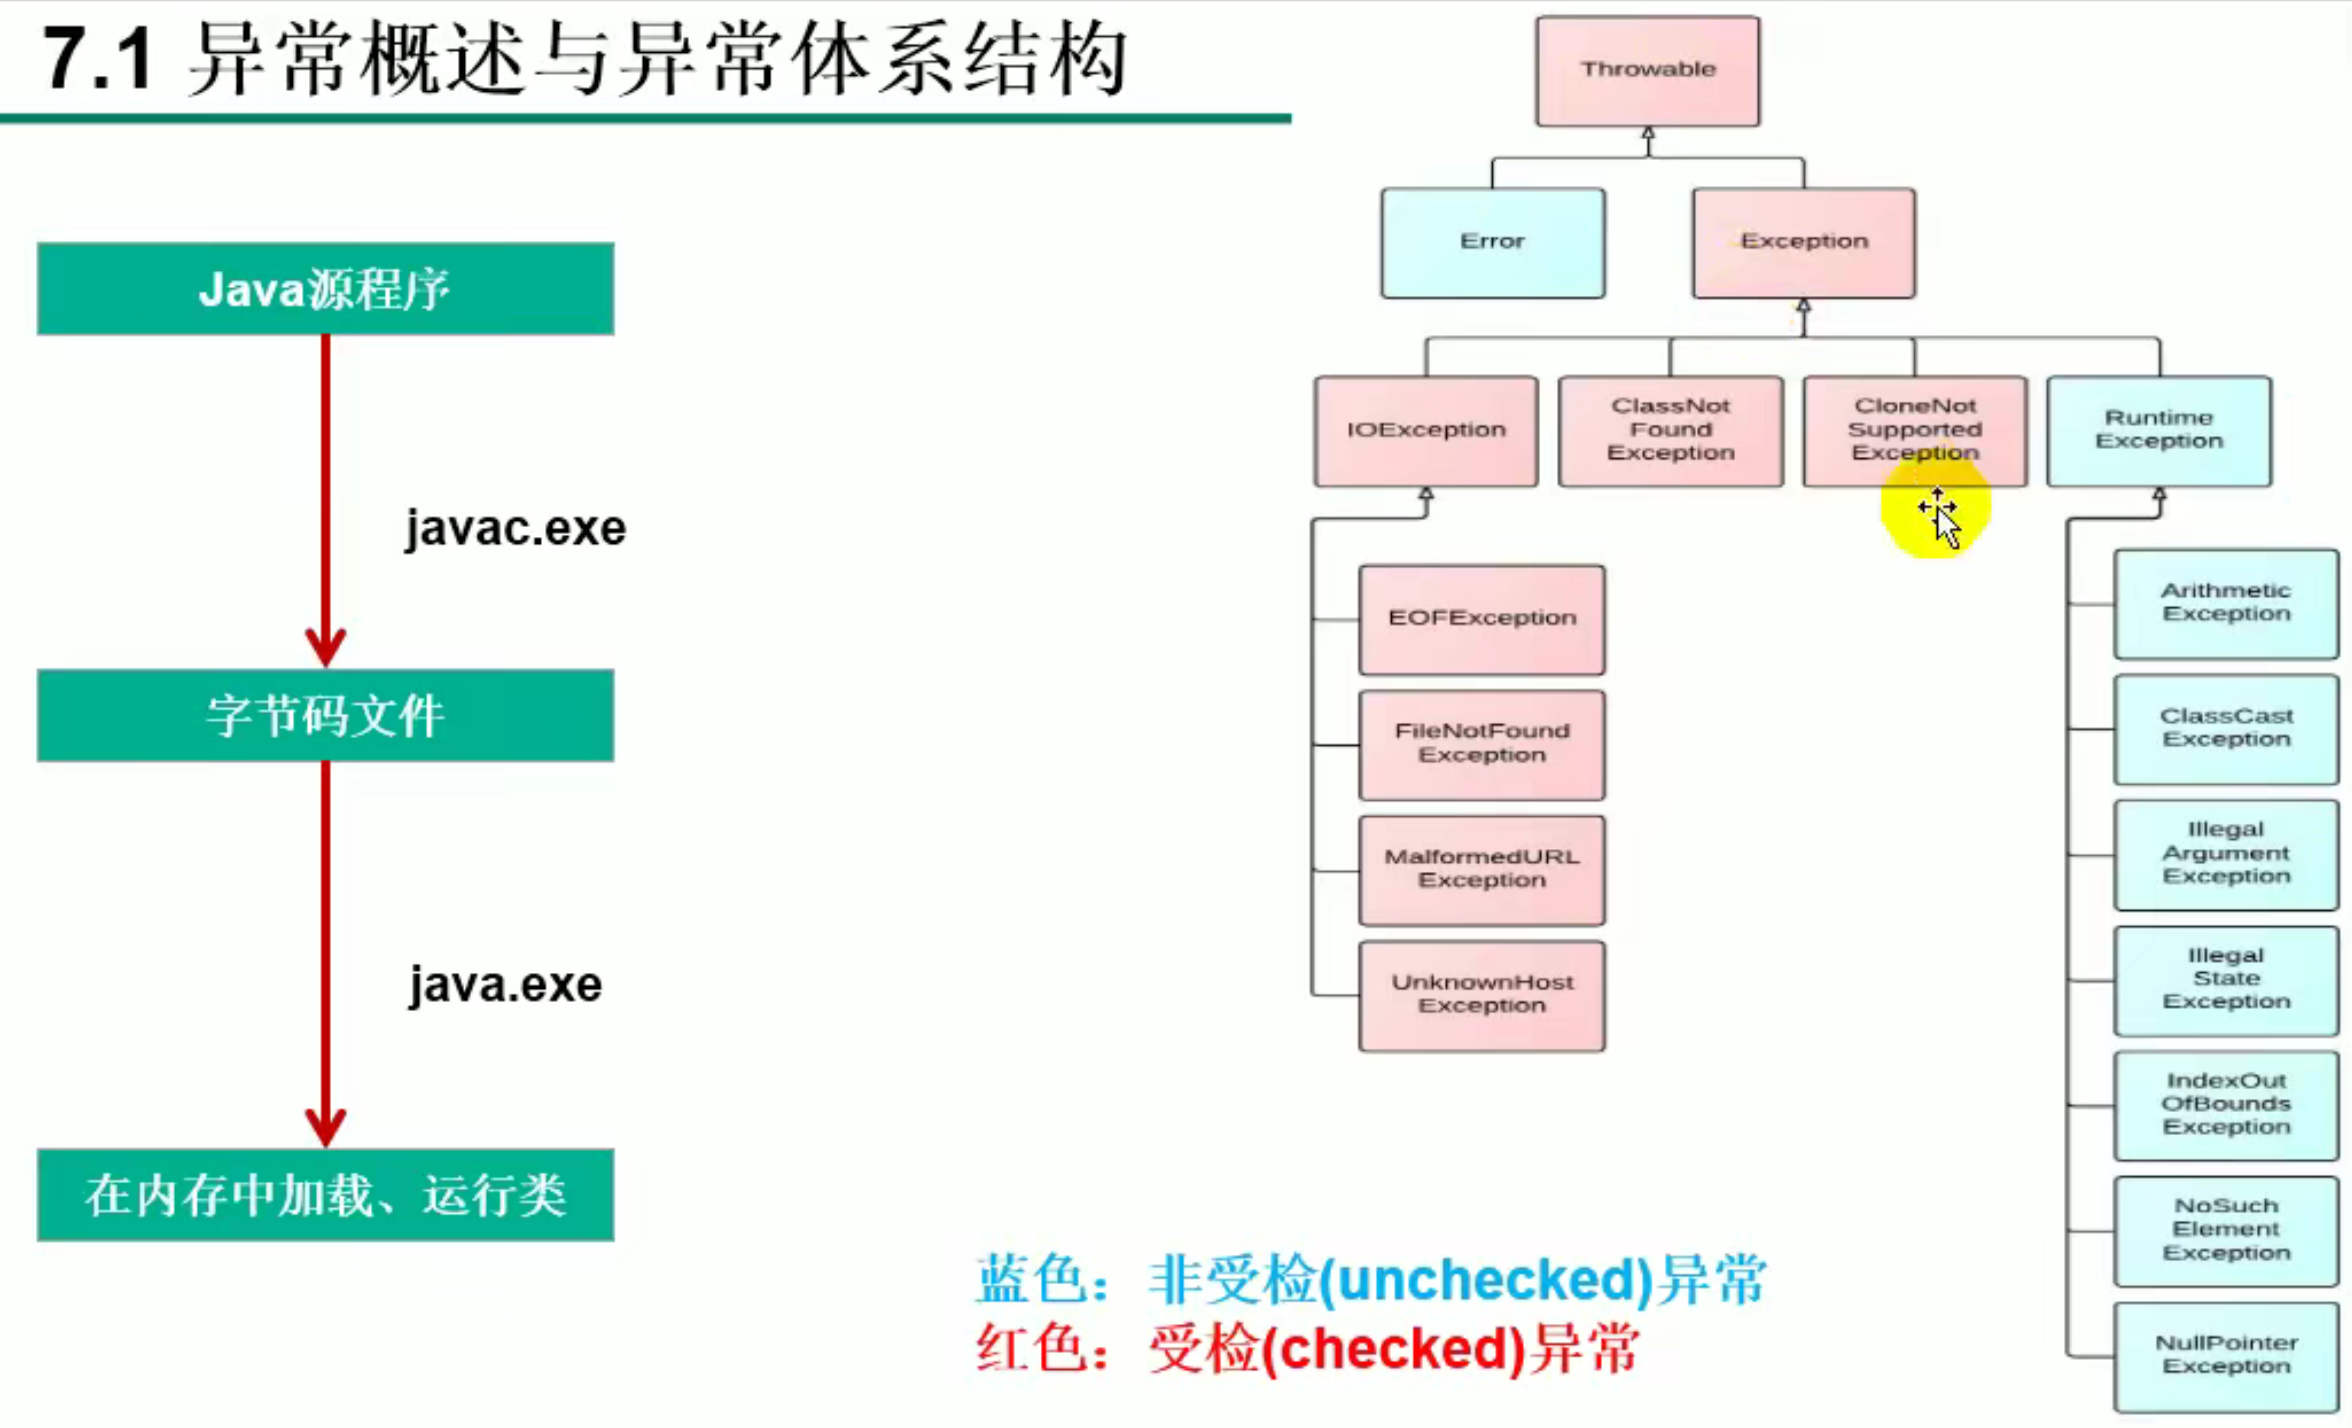 7.1 异常概述与异常体系结构
Java源程序
javac.exe
字节码文件
java.exe
在内存中加载、运行类
Throwable
Error
Exception
IOException
ClassNot
Found
Exception
CloneNot
Supported
Exception
Runtime
Exception
EOFException
FileNotFound
Exception
MalformedURL
Exception
UnknownHost
Exception
Arithmetic
Exception
ClassCast
Exception
Illegal
Argument
Exception
Illegal
State
Exception
IndexOut
OfBounds
Exception
NoSuch
Element
Exception
NullPointer
Exception
蓝色：非受检(unchecked)异常
红色：受检(checked)异常